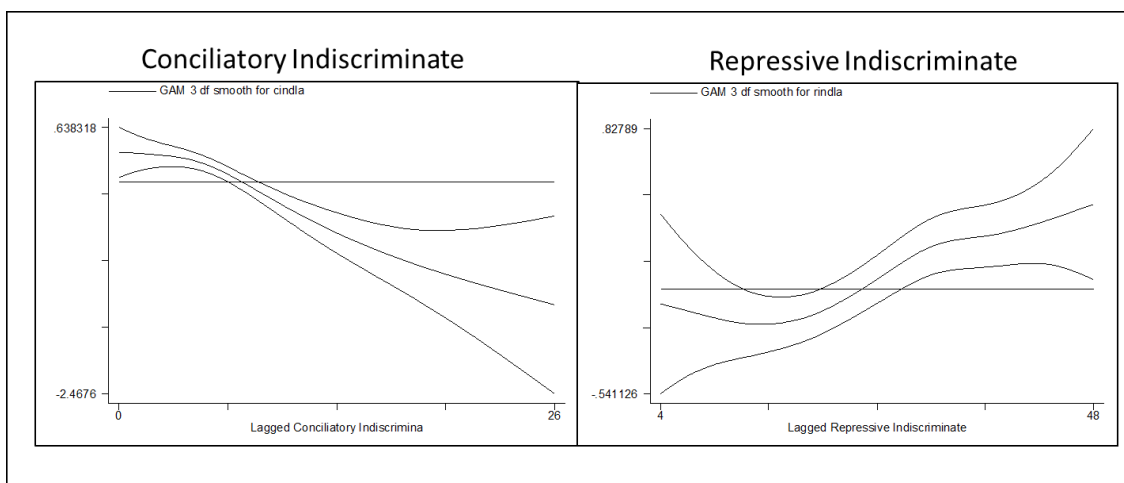 Conciliatory Indiscriminate
GAM 3 df smooth for cindla
.638318
-2.4676
0
26
Lagged Conciliatory Indiscrimina
Repressive Indiscriminate
GAM 3 df smooth for rindla
.82789
-.541126
4
48
Lagged Repressive Indiscriminate